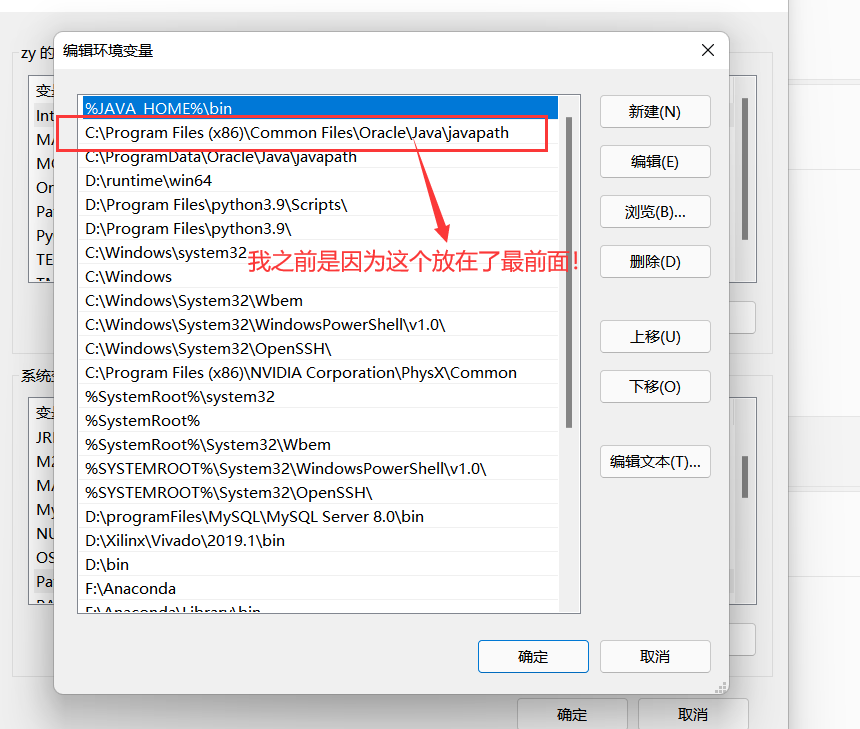 编辑环境变量
zy 的
变
Int
MA
Or
Pa
Py
TE
%JAVA_HOME%\bin
C:\Program Files (x86)\Common Files\Oracle\Java\javapath
C:\ProgramData\Oracle\Java\javapath
D:\runtime\win64
D:\Program Files\python3.9\Scripts\
D:\Program Files\python3.9\
C:\Windows\system32
我之前是因为这个放在了最前面!
C:\Windows
C:\Windows\System32\Wbem
C:\Windows\System32\WindowsPowerShell\v1.0\
C:\Windows\System32\OpenSSH\
C:\Program Files (x86)\NVIDIA Corporation\PhysX\Common
%SystemRoot%\system32
%SystemRoot%
%SystemRoot%\System32\Wbem
%SYSTEMROOT%\System32\WindowsPowerShell\v1.0\
%SYSTEMROOT%\System32\OpenSSH\
D:\programFiles\MySQL\MySQL Server 8.0\bin
D:\Xilinx\Vivado\2019.1\bin
D:\bin
F:\Anaconda
F:\Anaconda\Library\bin
新建(N)
编辑(E)
浏览(B)...
删除(D)
上移(U)
下移(O)
编辑文本(T)...
系统
变
JRI
M2
MA
My
NU
OS
Pa
确定
取消
确定
取消